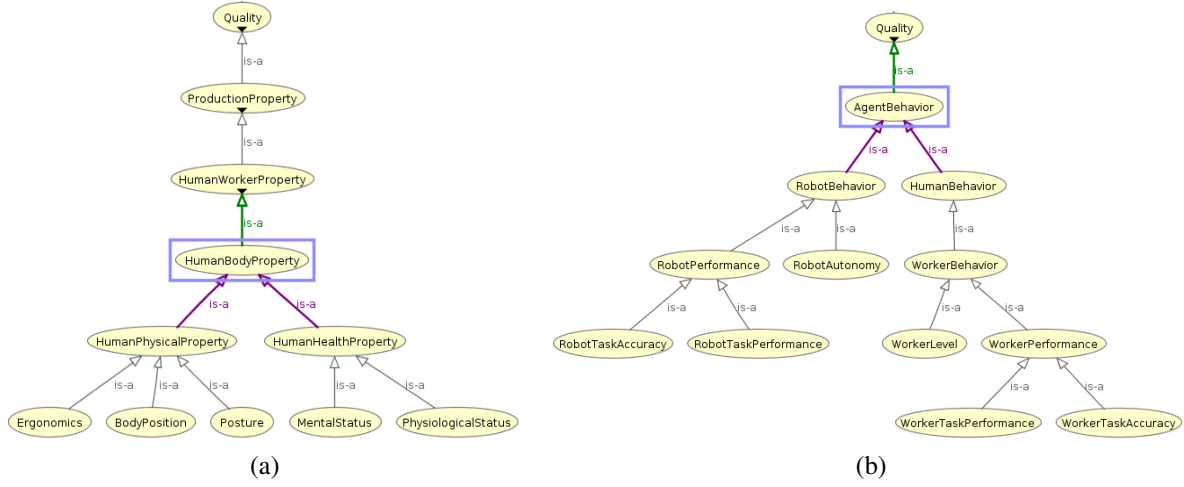 Quality
is-a
ProductionProperty
is-a
HumanWorkerProperty
is-a
HumanBodyProperty
is-a
is-a
HumanPhysicalProperty
HumanHealthProperty
is-a
is-a
is-a
is-a
is-a
Ergonomics
BodyPosition
Posture
MentalStatus
PhysiologicalStatus
(a)
Quality
is-a
AgentBehavior
is-a
is-a
RobotBehavior
HumanBehavior
is-a
is-a
is-a
RobotPerformance
RobotAutonomy
WorkerBehavior
is-a
is-a
is-a
is-a
RobotTaskAccuracy
RobotTaskPerformance
WorkerLevel
WorkerPerformance
is-a
is-a
WorkerTaskPerformance
WorkerTaskAccuracy
(b)